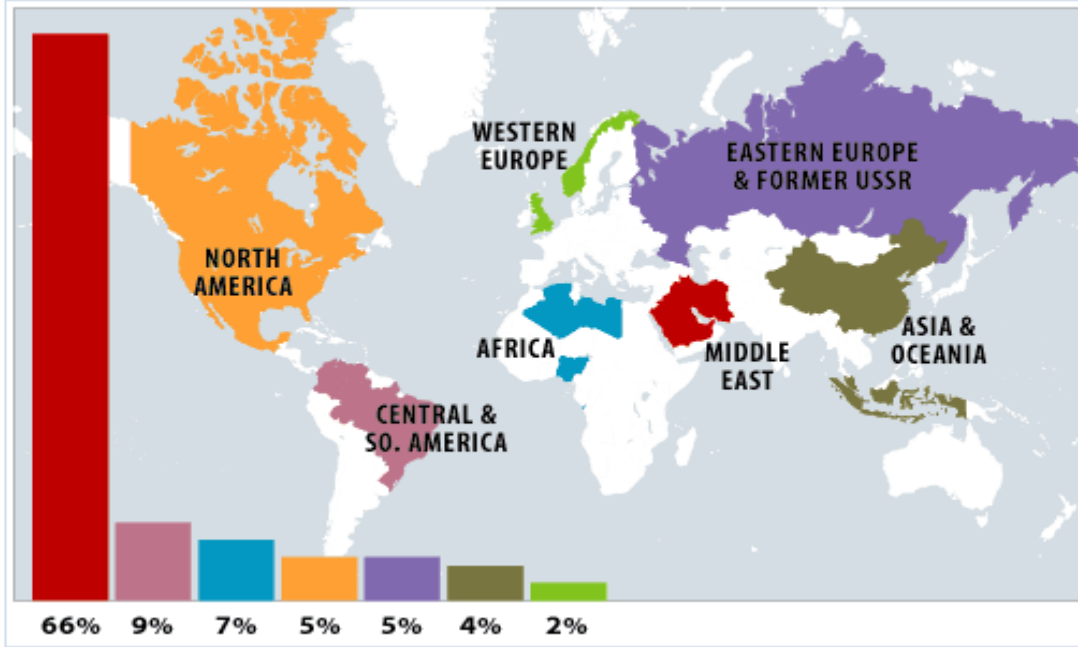 WESTERN
EUROPE
EASTERN EUROPE
& FORMER USSR
NORTH
AMERICA
AFRICA
MIDDLE
EAST
ASIA &
OCEANIA
CENTRAL &
SO. AMERICA
66% 9% 7% 5% 5% 4% 2%